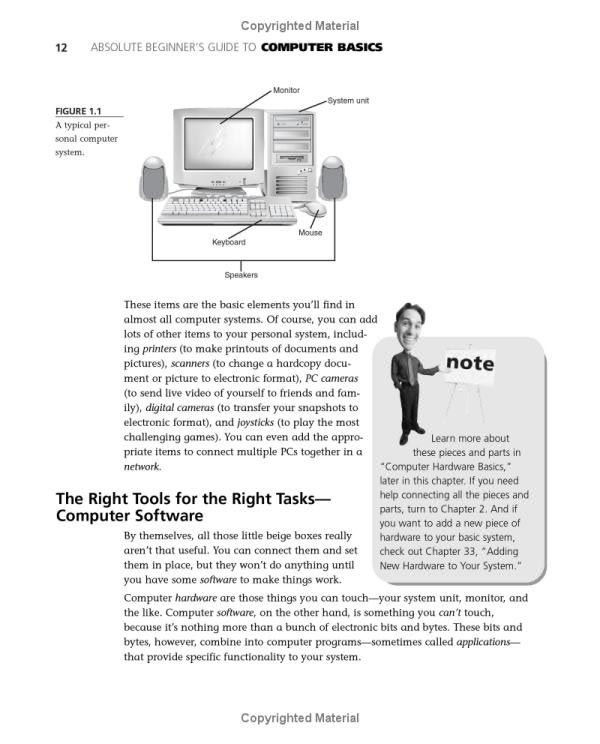 Copyrighted Material
12 ABSOLUTE BEGINNER'S GUIDE TO COMPUTER BASICS
FIGURE 1.1
A typical per-
sonal computer
system.
Monitor
System unit
Keyboard
Mouse
Speakers
These items are the basic elements you'll find in
almost all computer systems. Of course, you can add
lots of other items to your personal system, includ-
ing printers (to make printouts of documents and
pictures), scanners (to change a hardcopy docu-
ment or picture to electronic format), PC cameras
(to send live video of yourself to friends and fam-
ily), digital cameras (to transfer your snapshots to
electronic format), and joysticks (to play the most
challenging games). You can even add the appro-
priate items to connect multiple PCs together in a
network.
note
Learn more about
these pieces and parts in
"Computer Hardware Basics,"
later in this chapter. If you need
help connecting all the pieces and
parts, turn to Chapter 2. And if
you want to add a new piece of
hardware to your basic system,
check out Chapter 33, "Adding
New Hardware to Your System."
The Right Tools for the Right Tasks—
Computer Software
By themselves, all those little beige boxes really
aren't that useful. You can connect them and set
them in place, but they won't do anything until
you have some software to make things work.
Computer hardware are those things you can touch—your system unit, monitor, and
the like. Computer software, on the other hand, is something you can't touch,
because it's nothing more than a bunch of electronic bits and bytes. These bits and
bytes, however, combine into computer programs—sometimes called applications—
that provide specific functionality to your system.
Copyrighted Material